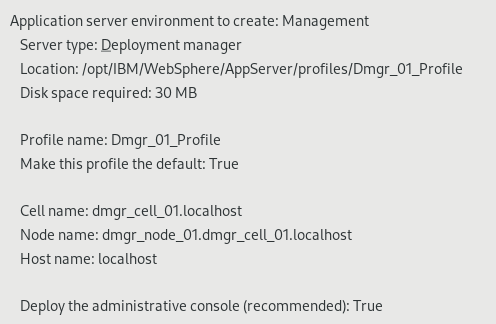 Application server environment to create: Management
Server type: Deployment manager
Location: /opt/IBM/WebSphere/AppServer/profiles/Dmgr_01_Profile
Disk space required: 30 MB
Profile name: Dmgr_01_Profile
Make this profile the default: True
Cell name: dmgr_cell_01.localhost
Node name: dmgr_node_01.dmgr_cell_01.localhost
Host name: localhost
Deploy the administrative console (recommended): True